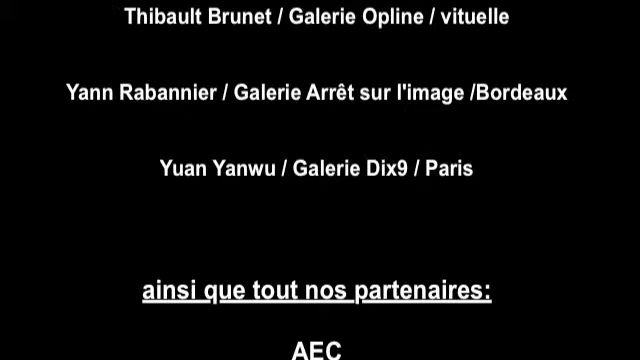 Thibault Brunet / Galerie Opline / vituelle
Yann Rabannier / Galerie Arrêt sur l'image /Bordeaux
Yuan Yanwu / Galerie Dix9 / Paris
ainsi que tout nos partenaires:
AEC